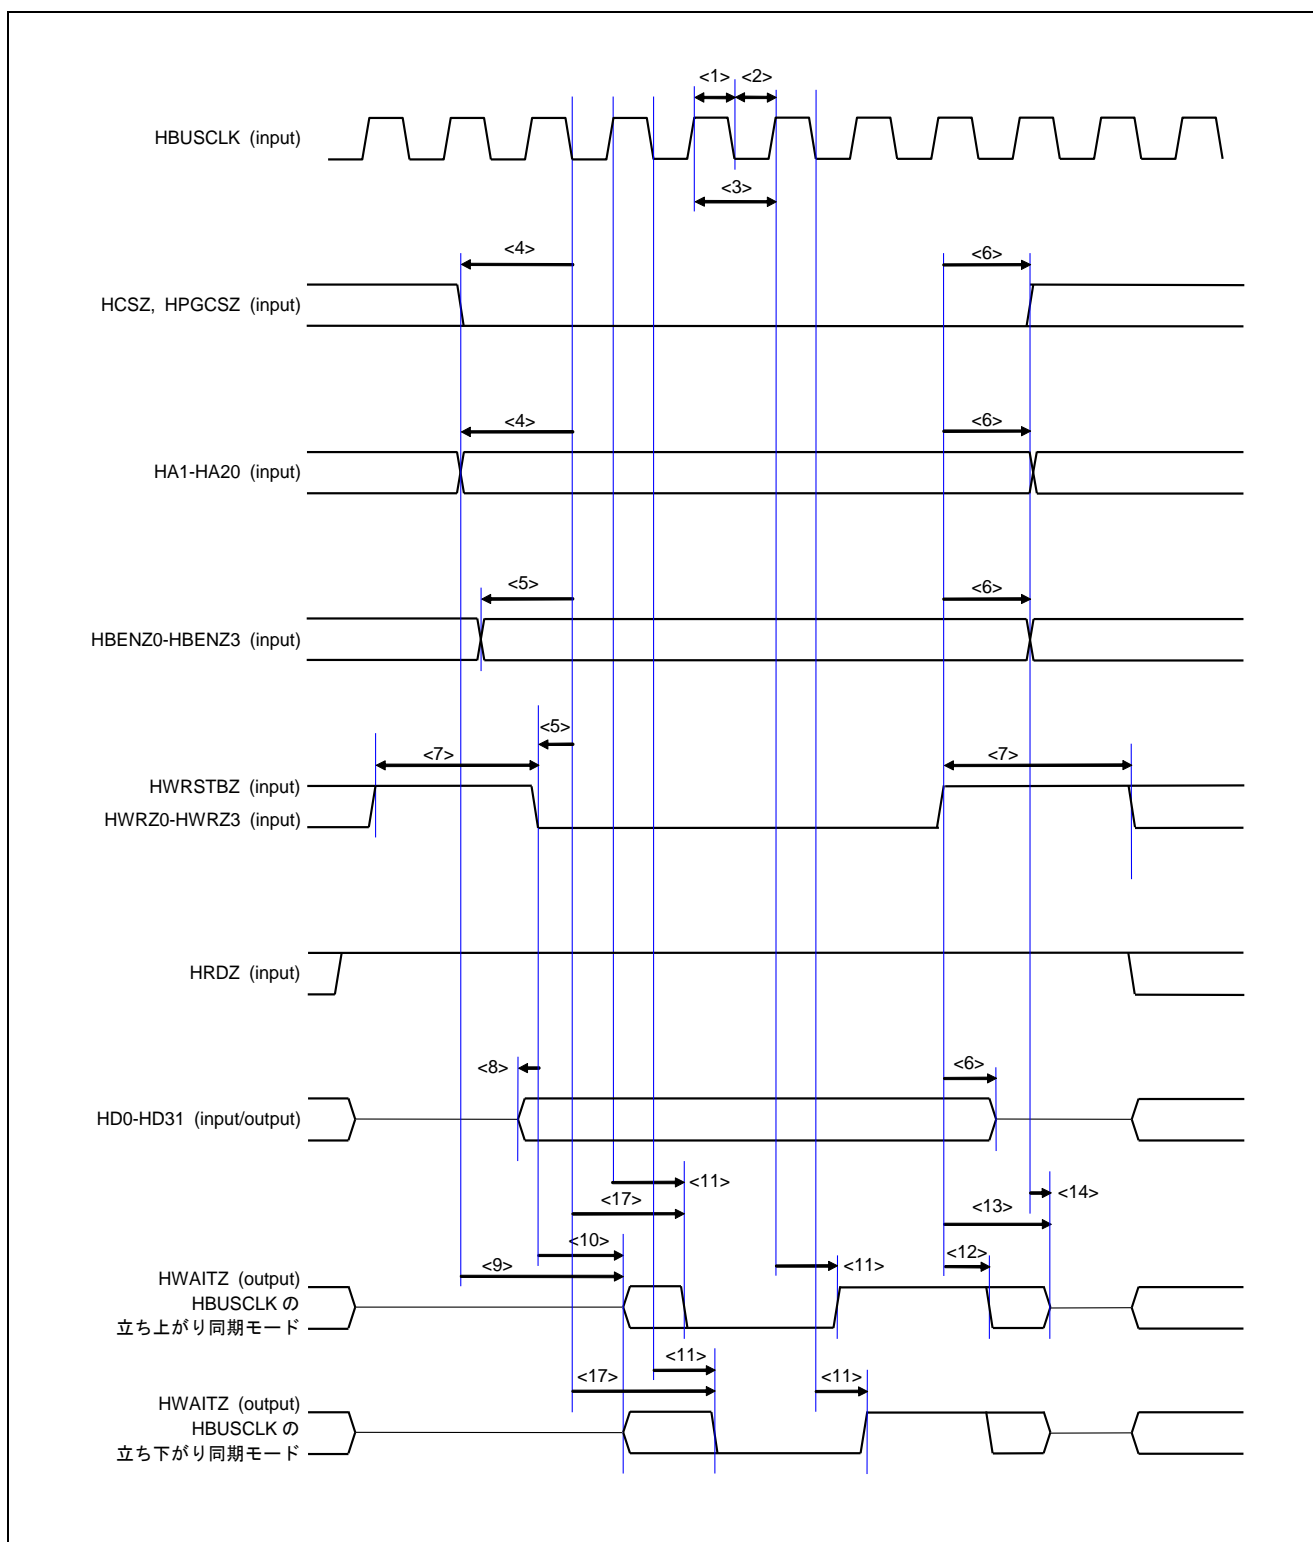 <1> <2>
HBUSCLK (input)
<3>
<4> <6>
HCSZ, HPGCSZ (input)
<4> <6>
HA1-HA20 (input)
<5> <6>
HBENZ0-HBENZ3 (input)
<5>
<7> <7>
HWRSTBZ (input)
HWRZ0-HWRZ3 (input)
HRDZ (input)
<8> <6>
HD0-HD31 (input/output)
<11> <14>
<17> <13>
<10> <12>
<9> <11>
HWAITZ (output)
HBUSCLK の
立ち上がり同期モード
<11> <11>
<17>
HWAITZ (output)
HBUSCLK の
立ち下がり同期モード